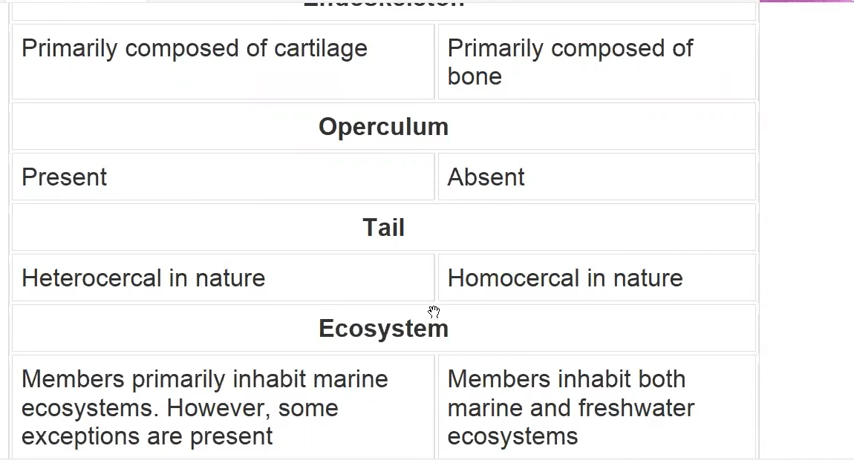 Endoskeleton
Primarily composed of cartilage
Primarily composed of
bone
Operculum
Present
Absent
Tail
Heterocercal in nature
Homocercal in nature
Ecosystem
Members primarily inhabit marine
ecosystems. However, some
exceptions are present
Members inhabit both
marine and freshwater
ecosystems